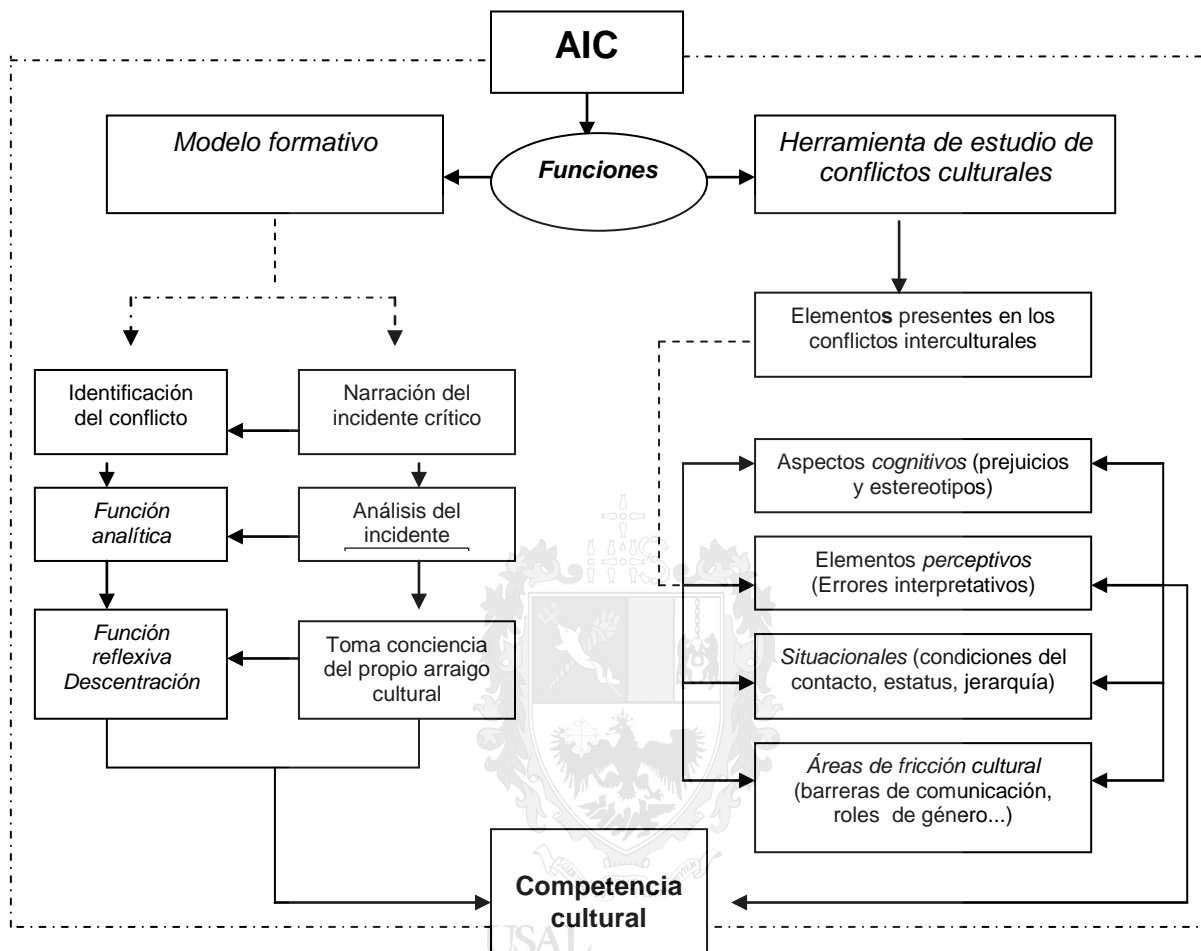 AIC
Modelo formativo
Funciones
Herramienta de estudio de
conflictos culturales
Elementos presentes en los
conflictos interculturales
Identificación
del conflicto
Narración del
incidente crítico
Función
analítica
Análisis del
incidente
Función
reflexiva
Descentración
Toma conciencia
del propio arraigo
cultural
Aspectos cognitivos (prejuicios
y estereotipos)
Elementos perceptivos
(Errores interpretativos)
Situacionales (condiciones del
contacto, estatus, jerarquía)
Áreas de fricción cultural
(barreras de comunicación,
roles de género...)
Competencia
cultural
USAL